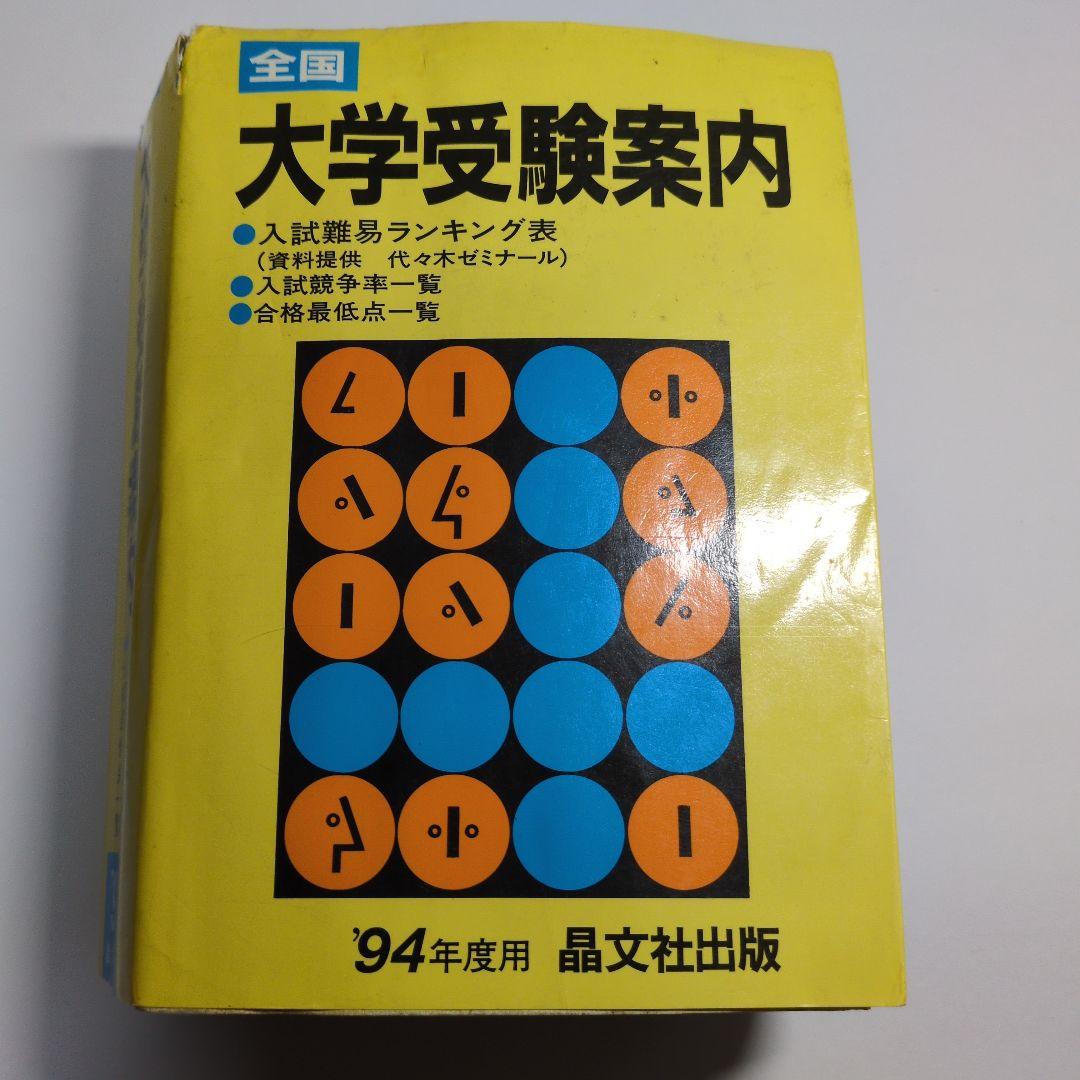 全国
大学受験案内
●入試難易ランキング表
(資料提供　代々木ゼミナール)
●入試競争率一覧
●合格最低点一覧
'94年度用　晶文社出版